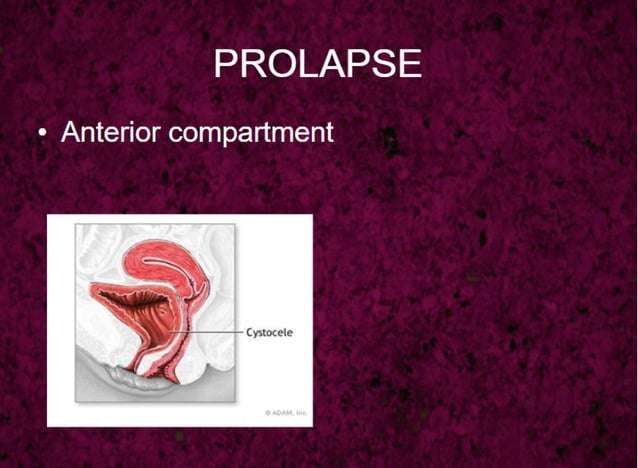 PROLAPSE
• Anterior compartment
Cystocele
© ADAM, Inc.